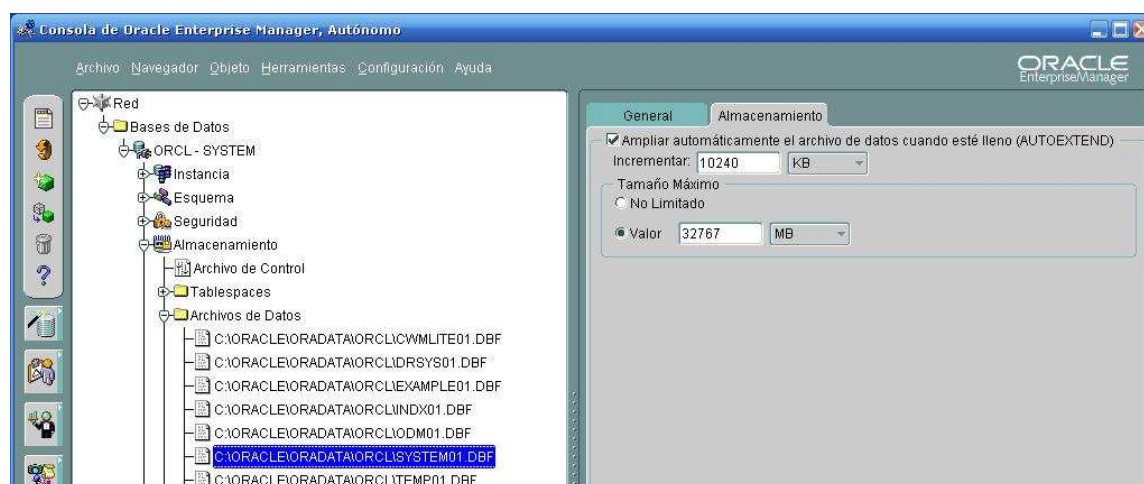 Consola de Oracle Enterprise Manager, Autónomo
Archivo Navegador Objeto Herramientas Configuración Ayuda
ORACLE
EnterpriseManager
Red
Bases de Datos
ORCL - SYSTEM
Instancia
Esquema
Seguridad
Almacenamiento
Archivo de Control
Tablespaces
Archivos de Datos
C:\ORACLE\ORADATA\ORCL\CWMLITE01.DBF
C:\ORACLE\ORADATA\ORCL\DRSYS01.DBF
C:\ORACLE\ORADATA\ORCL\EXAMPLE01.DBF
C:\ORACLE\ORADATA\ORCL\INDX01.DBF
C:\ORACLE\ORADATA\ORCL\ODM01.DBF
C:\ORACLE\ORADATA\ORCL\SYSTEM01.DBF
C:\ORACLE\ORADATA\ORCL\TEMP01.DBF
General Almacenamiento
Ampliar automáticamente el archivo de datos cuando esté lleno (AUTOEXTEND)
Incrementar: 10240 KB
Tamaño Máximo
No Limitado
Valor 32767 MB